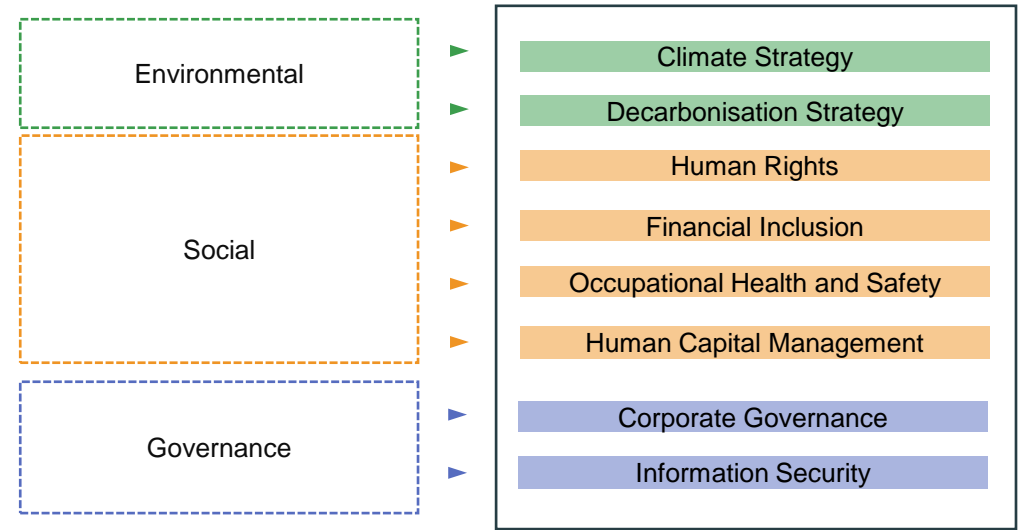 Environmental
Climate Strategy
Decarbonisation Strategy
Social
Human Rights
Financial Inclusion
Occupational Health and Safety
Human Capital Management
Governance
Corporate Governance
Information Security